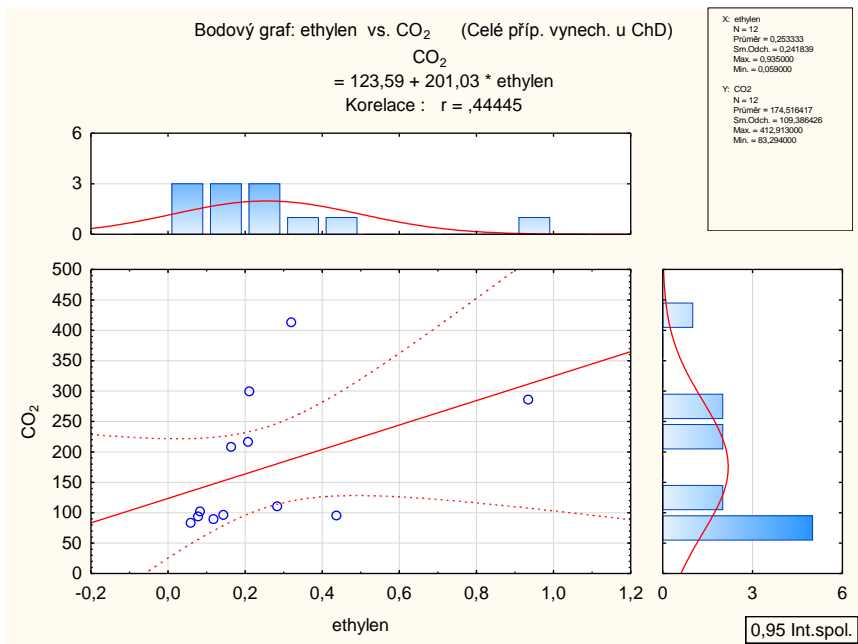 Bodový graf: ethylen vs. CO₂ (Celé příp. vynech. u ChD)
CO₂
= 123,59 + 201,03 * ethylen
Korelace : r = ,44445
X: ethylen
N = 12
Průměr = 0,253333
Sm.Odch. = 0,241839
Max. = 0,935000
Min. = 0,059000
Y: CO2
N = 12
Průměr = 174,516417
Sm.Odch. = 109,386426
Max. = 412,913000
Min. = 83,294000
6
3
0
500
450
400
350
300
250
200
150
100
50
0
CO₂
-0,2 0,0 0,2 0,4 0,6 0,8 1,0 1,2
ethylen
0 3 6
0,95 Int.spol.